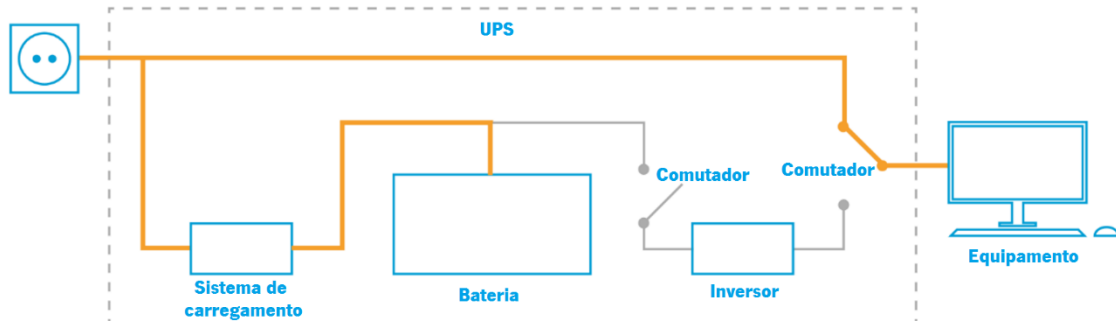 UPS
Comutador
Comutador
Sistema de
carregamento
Bateria
Inversor
Equipamento